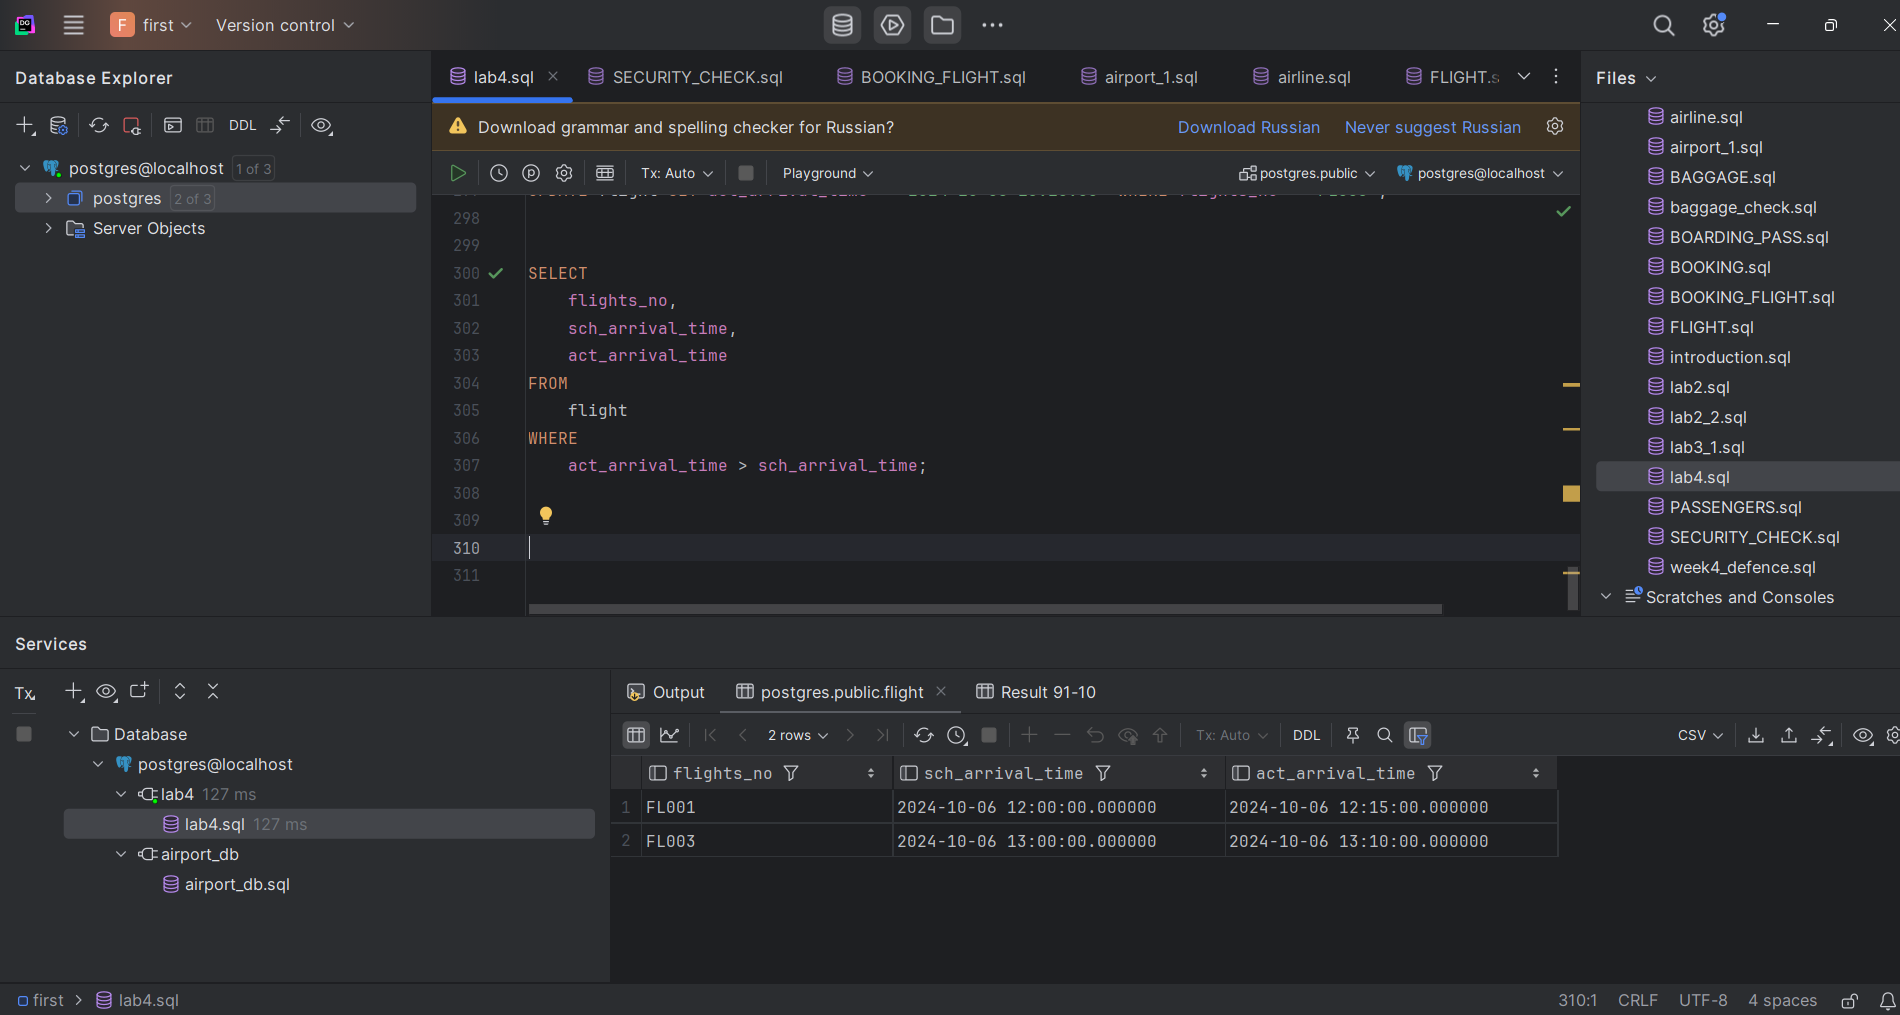 F first Version control
Database Explorer
lab4.sql SECURITY_CHECK.sql BOOKING_FLIGHT.sql airport_1.sql airline.sql FLIGHT.s
Files
DDL
Download grammar and spelling checker for Russian? Download Russian Never suggest Russian
postgres@localhost 1 of 3
postgres 2 of 3
Server Objects
Tx: Auto Playground postgres.public postgres@localhost
298
299
300 SELECT
301 flights_no,
302 sch_arrival_time,
303 act_arrival_time
304 FROM
305 flight
306 WHERE
307 act_arrival_time > sch_arrival_time;
308
309
310
311
airline.sql
airport_1.sql
BAGGAGE.sql
baggage_check.sql
BOARDING_PASS.sql
BOOKING.sql
BOOKING_FLIGHT.sql
FLIGHT.sql
introduction.sql
lab2.sql
lab2_2.sql
lab3_1.sql
lab4.sql
PASSENGERS.sql
SECURITY_CHECK.sql
week4_defence.sql
Scratches and Consoles
Services
Tx
Database
postgres@localhost
lab4 127 ms
lab4.sql 127 ms
airport_db
airport_db.sql
Output postgres.public.flight Result 91-10
2 rows Tx: Auto DDL CSV
flights_no sch_arrival_time act_arrival_time
1 FL001 2024-10-06 12:00:00.000000 2024-10-06 12:15:00.000000
2 FL003 2024-10-06 13:00:00.000000 2024-10-06 13:10:00.000000
first > lab4.sql
310:1 CRLF UTF-8 4 spaces